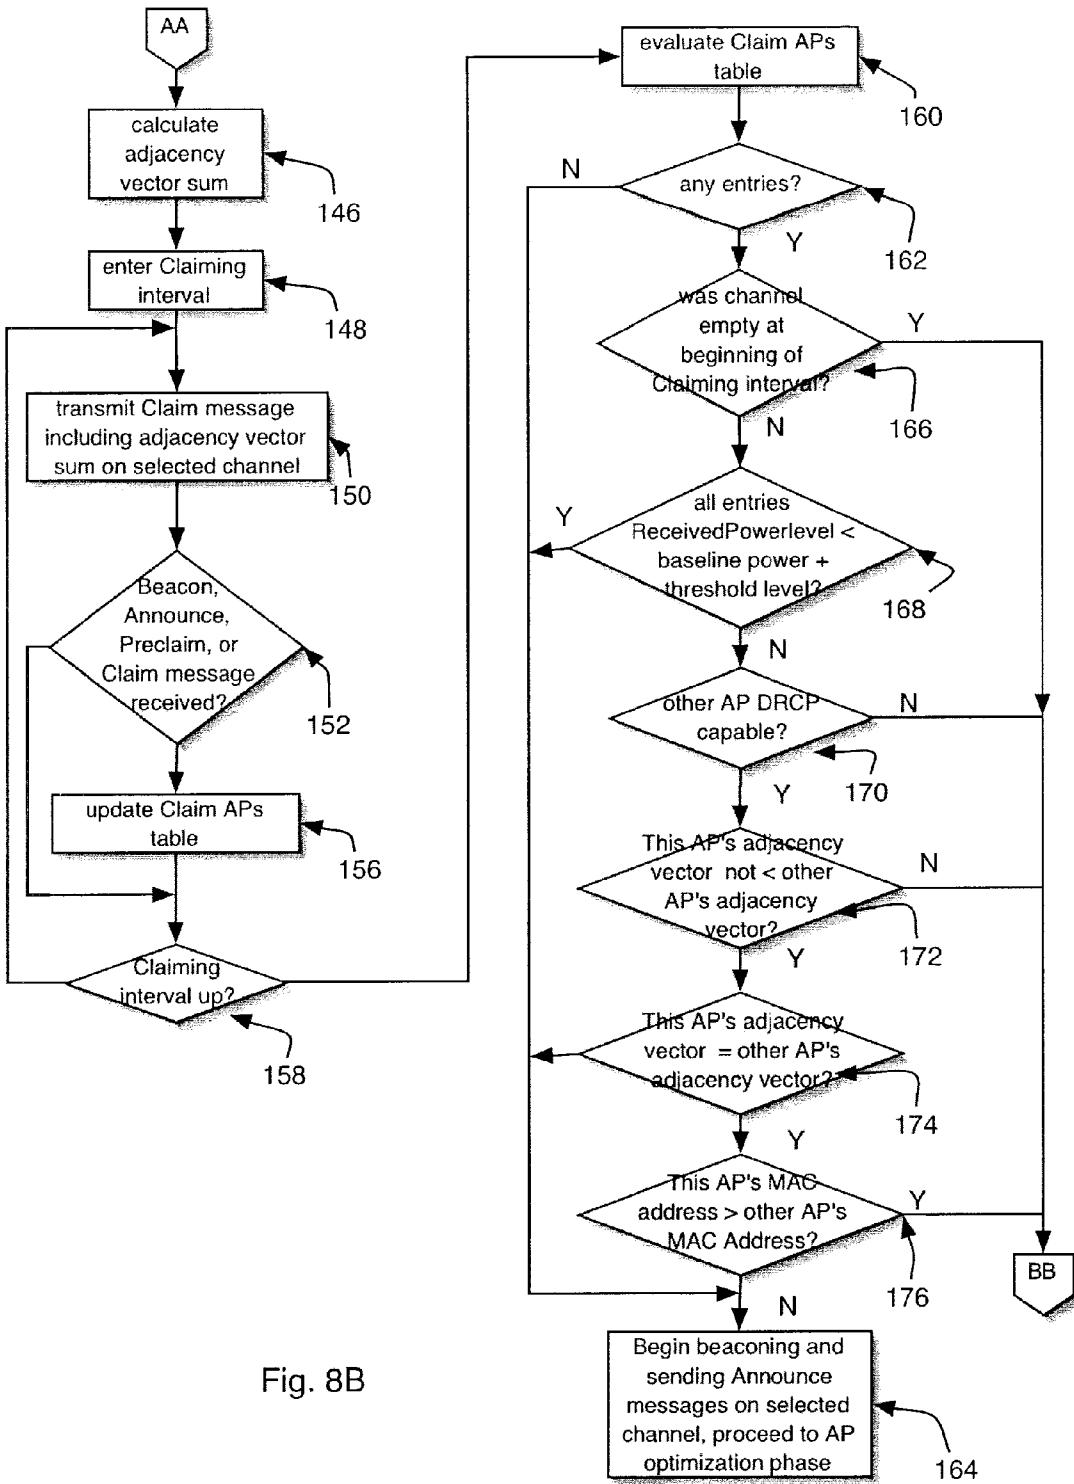 AA
calculate
adjacency
vector sum
146
enter Claiming
interval
148
transmit Claim message
including adjacency vector
sum on selected channel
150
Beacon,
Announce,
Preclaim, or
Claim message
received?
152
update Claim APs
table
156
Claiming
interval up?
158
evaluate Claim APs
table
160
any entries?
N
Y
162
was channel
empty at
beginning of
Claiming interval?
Y
N
166
all entries
ReceivedPowerlevel <
baseline power +
threshold level?
Y
N
168
other AP DRCP
capable?
N
Y
170
This AP's adjacency
vector not < other
AP's adjacency
vector?
N
Y
172
This AP's adjacency
vector = other AP's
adjacency vector?
Y
174
This AP's MAC
address > other AP's
MAC Address?
Y
N
176
BB
Begin beaconing and
sending Announce
messages on selected
channel, proceed to AP
optimization phase
164
Fig. 8B